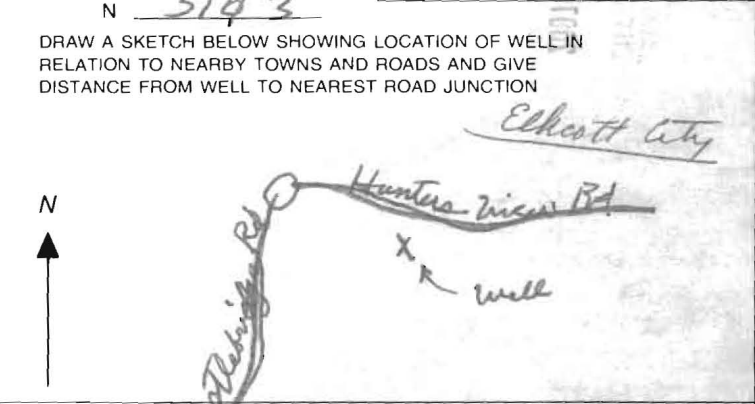 N
DRAW A SKETCH BELOW SHOWING LOCATION OF WELL IN
RELATION TO NEARBY TOWNS AND ROADS AND GIVE
DISTANCE FROM WELL TO NEAREST ROAD JUNCTION
Ellicott City
N
Hunters View Rd
Rd
X
Well